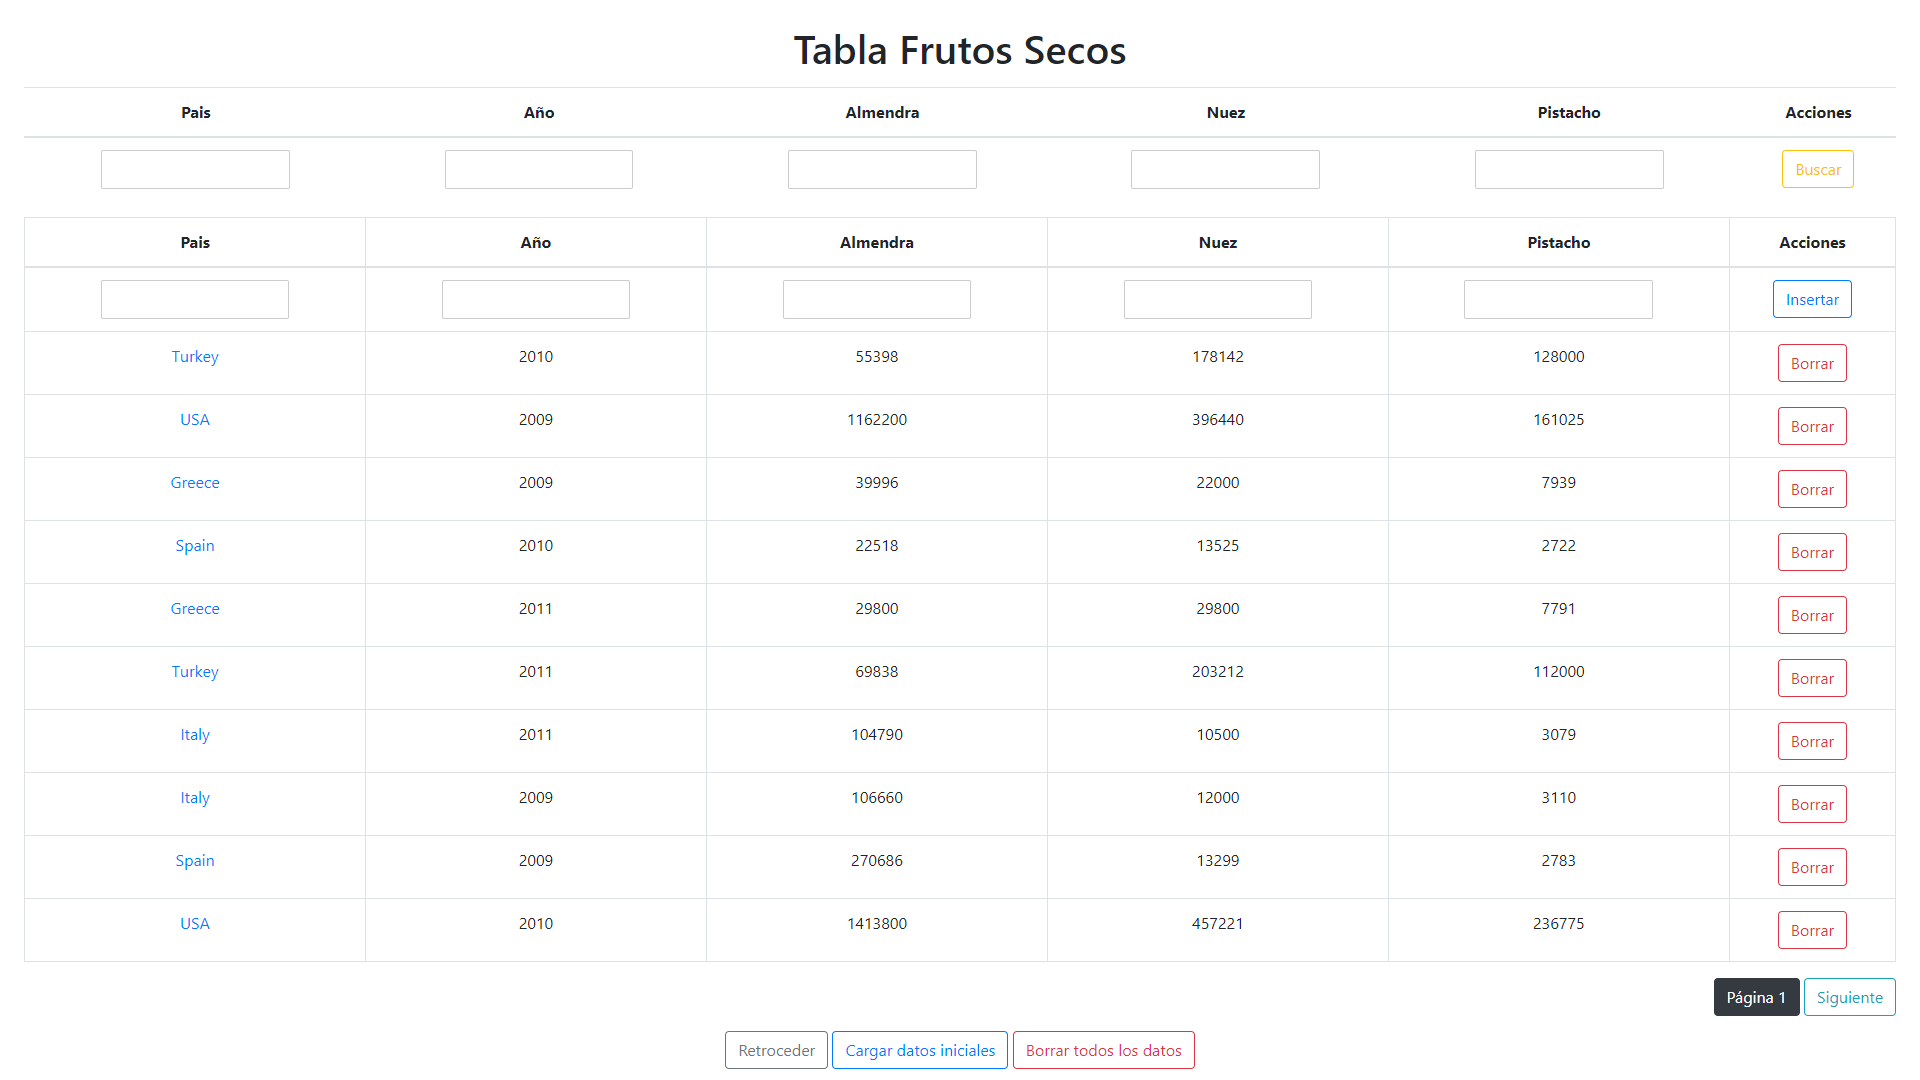 Tabla Frutos Secos
Pais Año Almendra Nuez Pistacho Acciones
Buscar
Pais Año Almendra Nuez Pistacho Acciones
Insertar
Turkey 2010 55398 178142 128000 Borrar
USA 2009 1162200 396440 161025 Borrar
Greece 2009 39996 22000 7939 Borrar
Spain 2010 22518 13525 2722 Borrar
Greece 2011 29800 29800 7791 Borrar
Turkey 2011 69838 203212 112000 Borrar
Italy 2011 104790 10500 3079 Borrar
Italy 2009 106660 12000 3110 Borrar
Spain 2009 270686 13299 2783 Borrar
USA 2010 1413800 457221 236775 Borrar
Página 1 Siguiente
Retroceder Cargar datos iniciales Borrar todos los datos